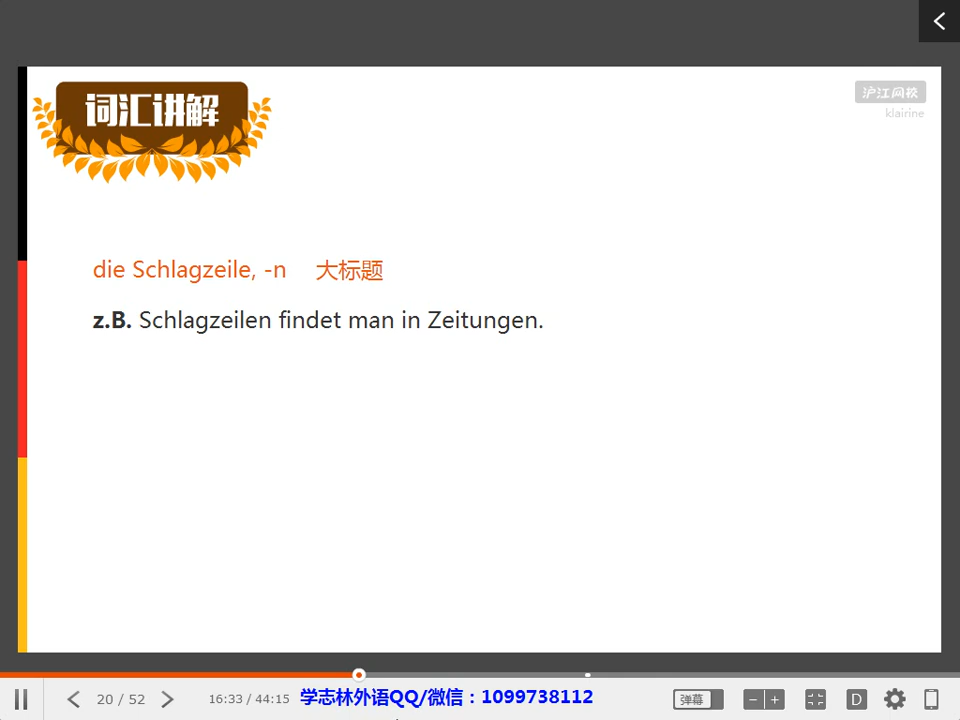 词汇讲解
沪江网校
klairine
die Schlagzeile, -n 大标题
z.B. Schlagzeilen findet man in Zeitungen.
20 / 52
16:33 / 44:15
学志林外语QQ/微信：1099738112
弹幕
D